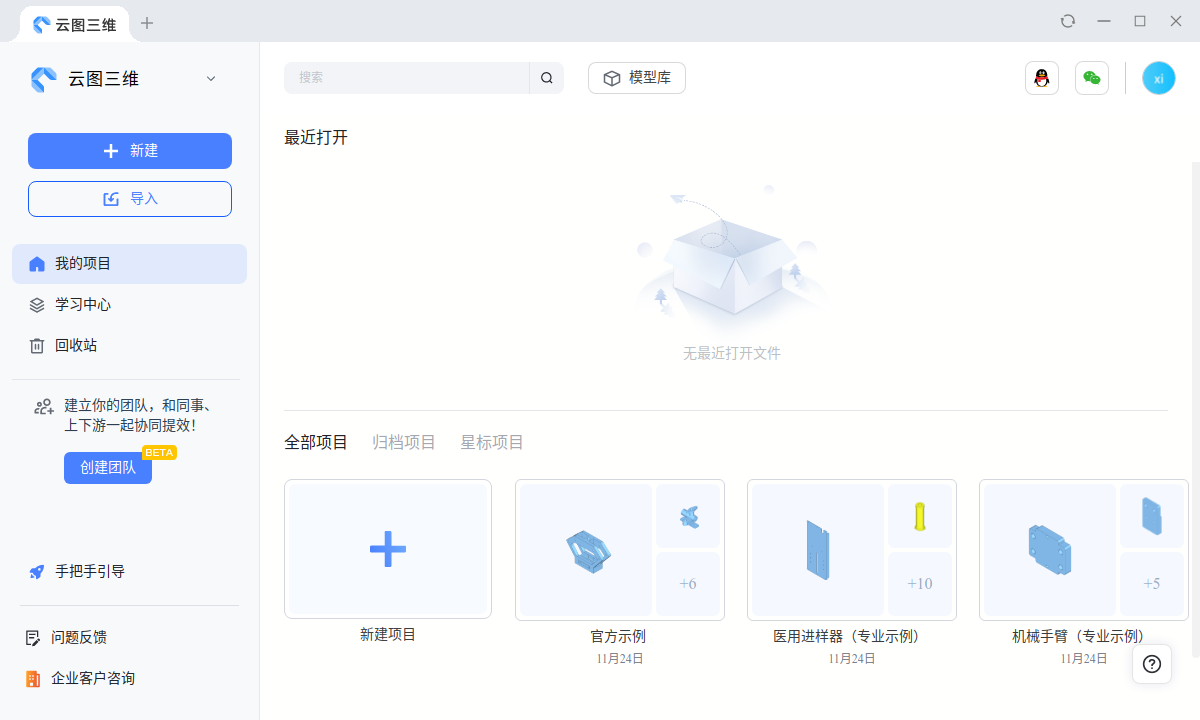 云图三维
云图三维
搜索
模型库
xi
新建
导入
我的项目
学习中心
回收站
建立你的团队，和同事、
上下游一起协同提效！
BETA
创建团队
手把手引导
问题反馈
企业客户咨询
最近打开
无最近打开文件
全部项目 归档项目 星标项目
+6
+10
+5
新建项目
官方示例
11月24日
医用进样器（专业示例）
11月24日
机械手臂（专业示例）
11月24日